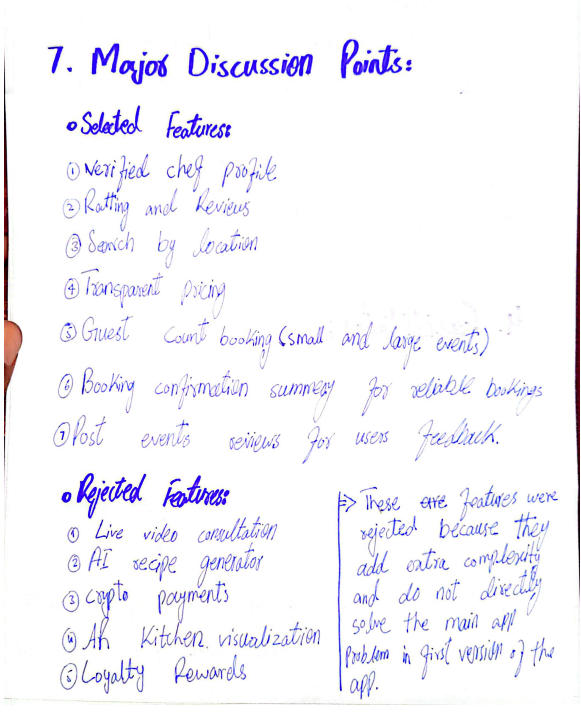 7. Major Discussion Points:
• Selected Features:
① Verified chef profile
② Ratting and Reviews
③ Search by location
④ Transparent pricing
⑤ Guest count booking (small and large events)
⑥ Booking confirmation summery for reliable bookings
⑦ Post events reviews for users feedback.
• Rejected Features:
① Live video consultation
② AI recipe generator
③ Crypto payments
④ AR Kitchen visualization
⑤ Loyalty Rewards
⇒ These are features were
rejected because they
add extra complexity
and do not directly
solve the main app
problem in first version of the
app.